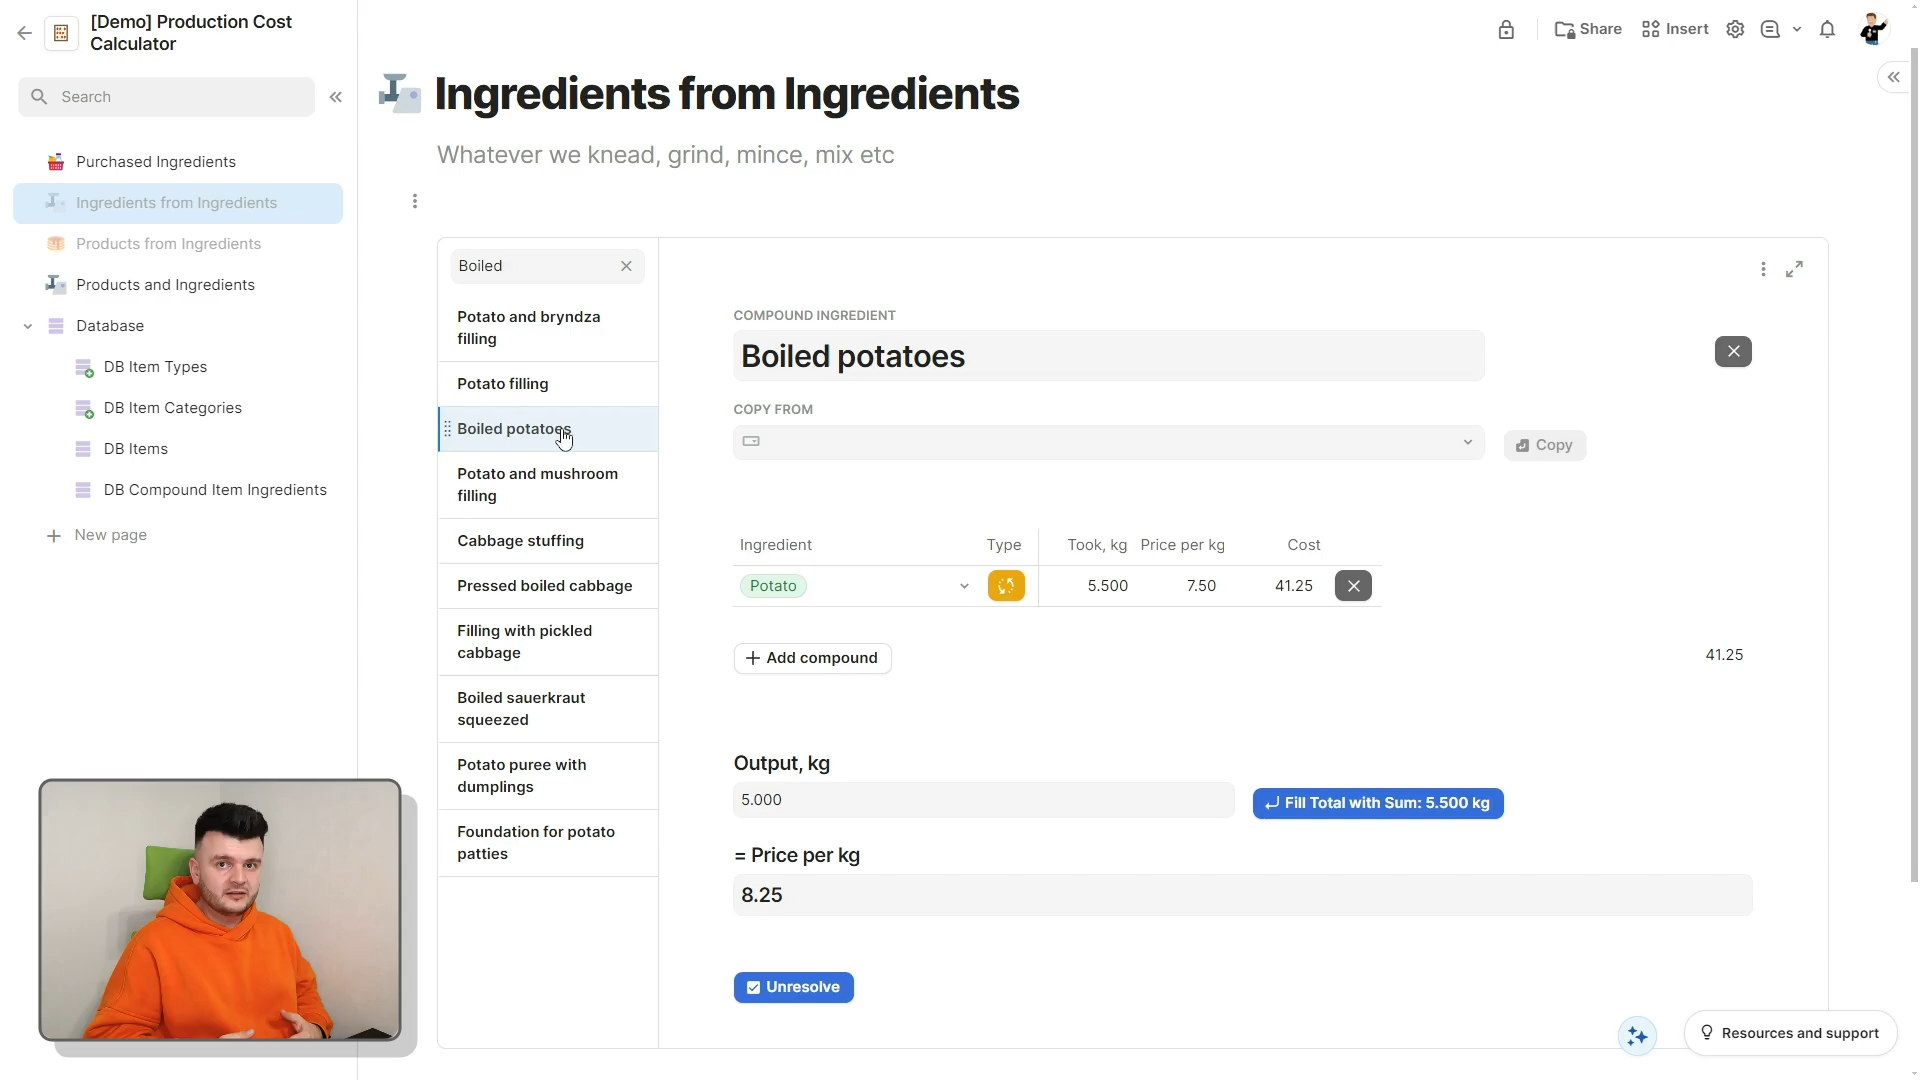 [Demo] Production Cost
Calculator
Search
Purchased Ingredients
Ingredients from Ingredients
Products from Ingredients
Products and Ingredients
Database
DB Item Types
DB Item Categories
DB Items
DB Compound Item Ingredients
New page
Share
Insert
Ingredients from Ingredients
Whatever we knead, grind, mince, mix etc
Boiled
Potato and bryndza
filling
Potato filling
Boiled potatoes
Potato and mushroom
filling
Cabbage stuffing
Pressed boiled cabbage
Filling with pickled
cabbage
Boiled sauerkraut
squeezed
Potato puree with
dumplings
Foundation for potato
patties
COMPOUND INGREDIENT
Boiled potatoes
COPY FROM
Copy
Ingredient Type Took, kg Price per kg Cost
Potato 5.500 7.50 41.25
Add compound
41.25
Output, kg
5.000
Fill Total with Sum: 5.500 kg
= Price per kg
8.25
Unresolve
Resources and support